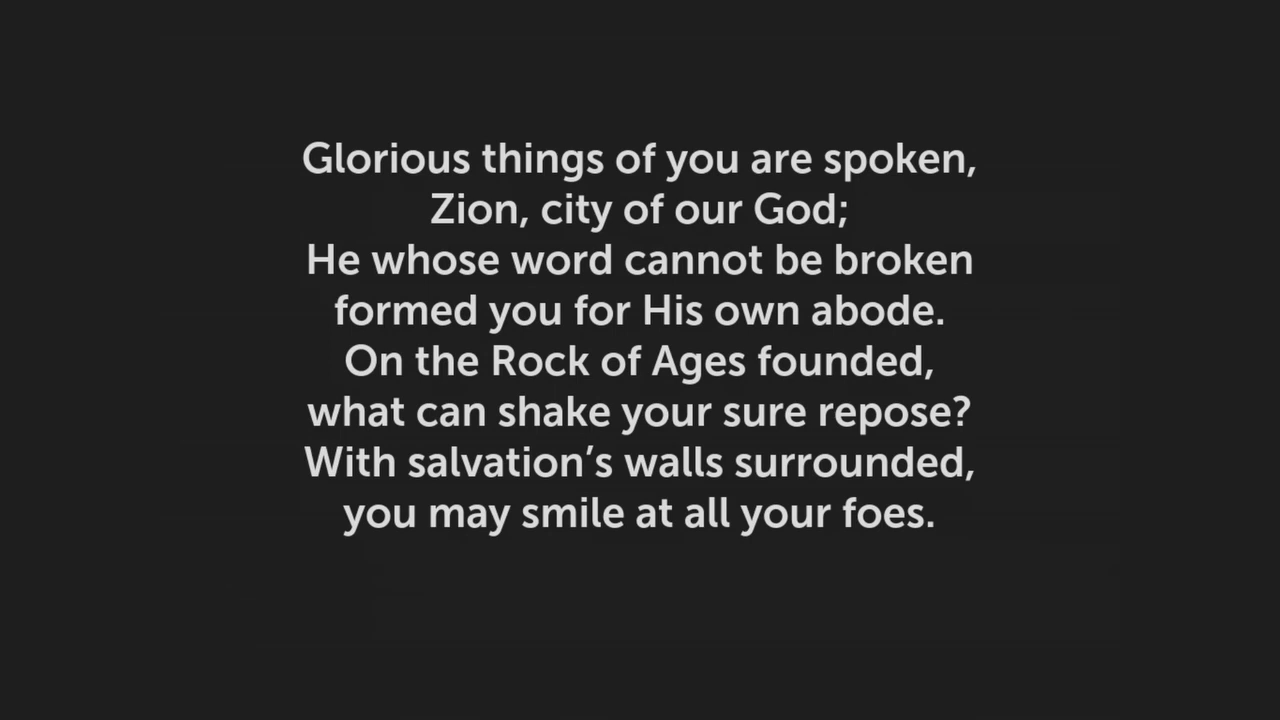 Glorious things of you are spoken,
Zion, city of our God;
He whose word cannot be broken
formed you for His own abode.
On the Rock of Ages founded,
what can shake your sure repose?
With salvation’s walls surrounded,
you may smile at all your foes.